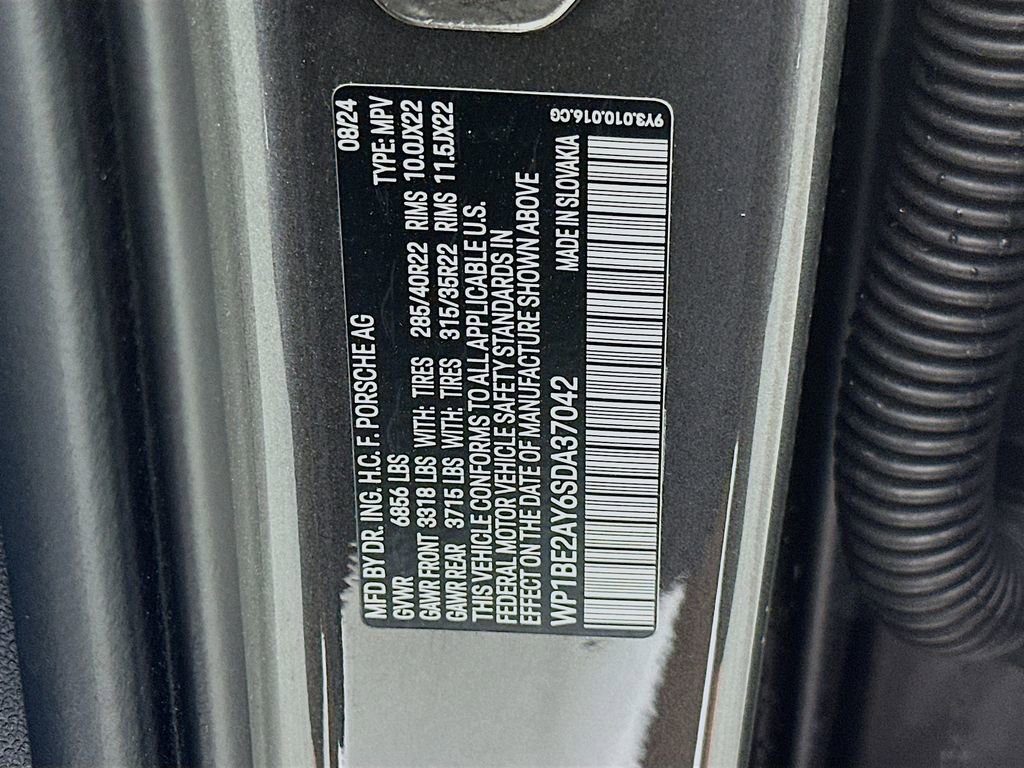 MFD BY DR. ING. H.C. F. PORSCHE AG 08/24
GVWR 6856 LBS TYPE: MPV
GAWR FRONT 3318 LBS WITH: TIRES 285/40R22 RIMS 10.0JX22
GAWR REAR 3715 LBS WITH: TIRES 315/35R22 RIMS 11.5JX22
THIS VEHICLE CONFORMS TO ALL APPLICABLE U.S.
FEDERAL MOTOR VEHICLE SAFETY STANDARDS IN
EFFECT ON THE DATE OF MANUFACTURE SHOWN ABOVE
WP1BE2AY6SDA37042 MADE IN SLOVAKIA
9Y3.010.016.CG